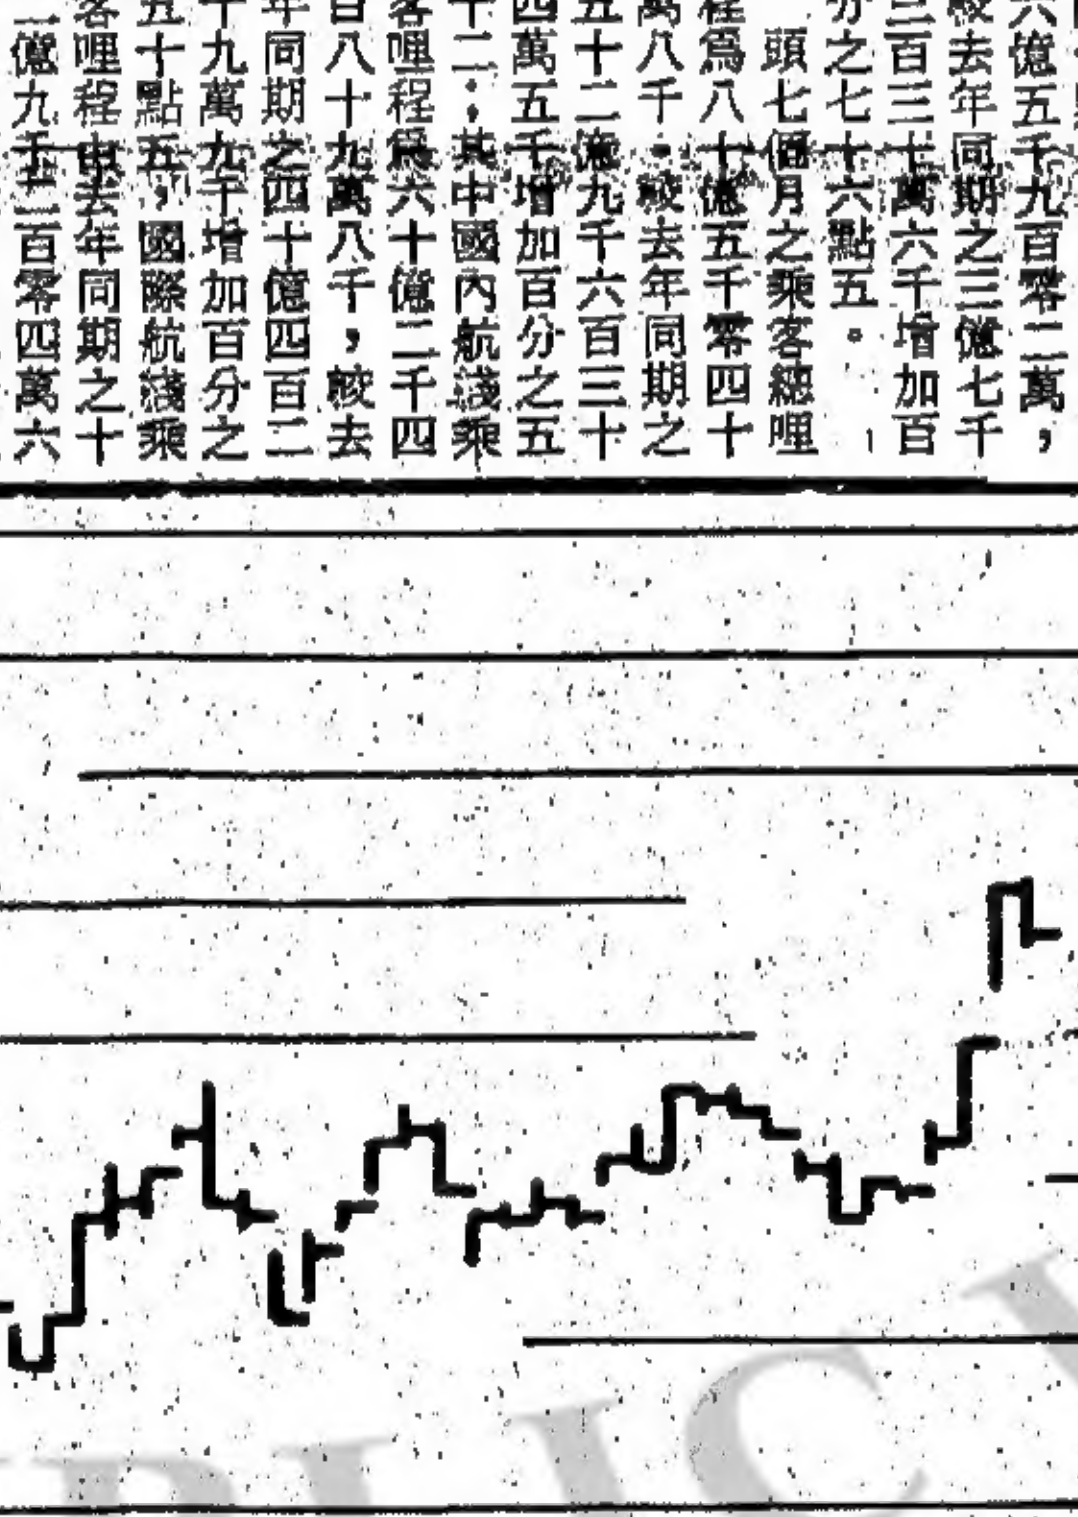 六億五千九百零二萬，
較去年同期之三億七千
三百三十萬六千增加百
分之七十六點五。
頭七個月之乘客總哩
程爲八十億五千零四十
萬八千，較去年同期之
五十二億九千六百三十
四萬五千增加百分之五
十二；其中國內航綫乘
客哩程爲六十億二千四
百八十九萬八千，較去
年同期之四十億四百二
十九萬九千增加百分之
五十點五，國際航綫乘
客哩程由去年同期之十
二億九千二百零四萬六
PUBLIC